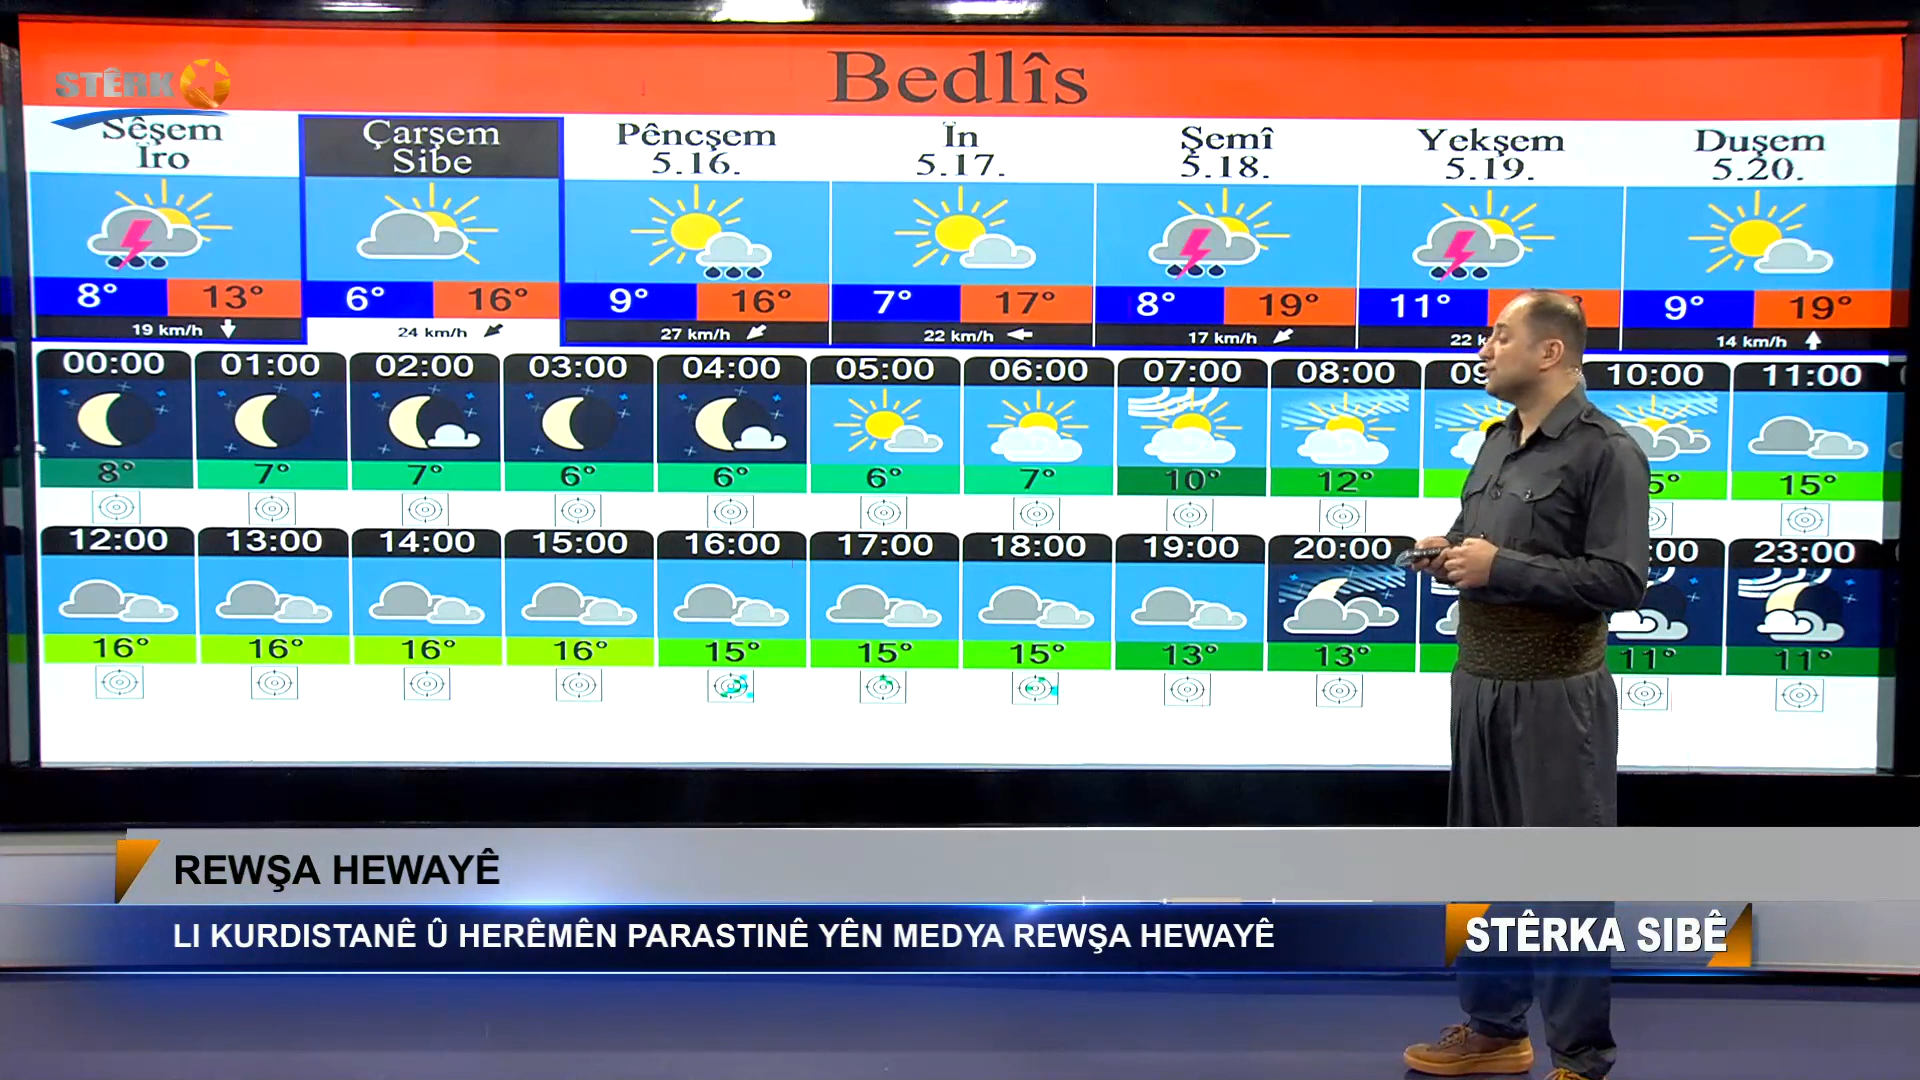 STÊRK
Bedlîs
Sêşem
Îro
Çarşem
Sibe
Pêncşem
5.16.
În
5.17.
Şemî
5.18.
Yekşem
5.19.
Duşem
5.20.
8° 13° 6° 16° 9° 16° 7° 17° 8° 19° 11° 9° 19°
19 km/h 24 km/h 27 km/h 22 km/h 17 km/h 22 14 km/h
00:00 01:00 02:00 03:00 04:00 05:00 06:00 07:00 08:00 09 10:00 11:00
8° 7° 7° 6° 6° 6° 7° 10° 12° 5° 15°
12:00 13:00 14:00 15:00 16:00 17:00 18:00 19:00 20:00 :00 23:00
16° 16° 16° 16° 15° 15° 15° 13° 13° 11° 11°
REWŞA HEWAYÊ
LI KURDISTANÊ Û HERÊMÊN PARASTINÊ YÊN MEDYA REWŞA HEWAYÊ
STÊRKA SIBÊ